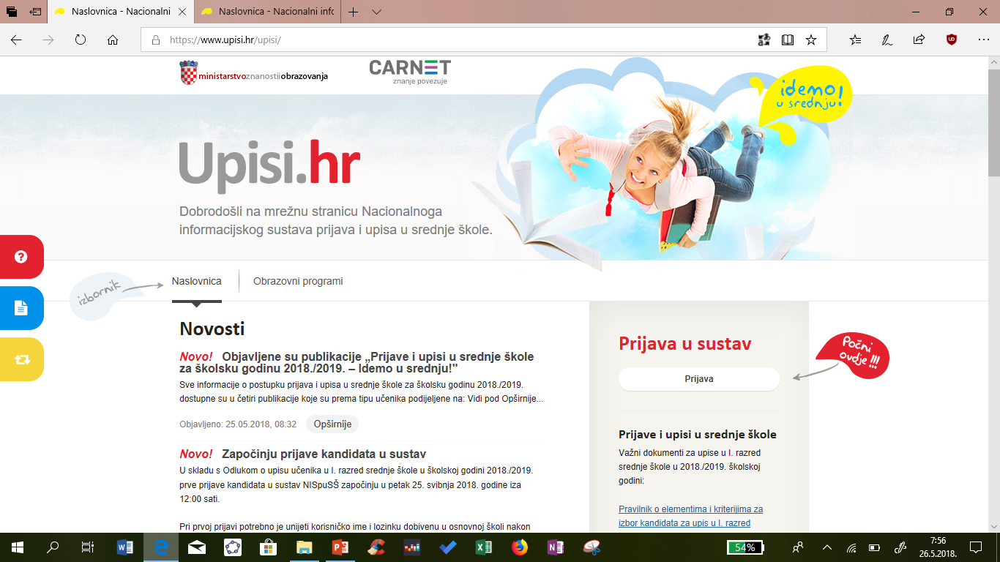 Naslovnica - Nacionalni
Naslovnica - Nacionalni info
https://www.upisi.hr/upisi/
ministarstvoznanostiiobrazovanja
CARNET
znanje povezuje
idemo!
u srednju!
Upisi.hr
Dobrodošli na mrežnu stranicu Nacionalnoga
informacijskog sustava prijava i upisa u srednje škole.
izbornik
Naslovnica
Obrazovni programi
Novosti
Novo! Objavljene su publikacije „Prijave i upisi u srednje škole
za školsku godinu 2018./2019. – Idemo u srednju!"
Sve informacije o postupku prijava i upisa u srednje škole za školsku godinu 2018./2019.
dostupne su u četiri publikacije koje su prema tipu učenika podijeljene na: Vidi pod Opširnije...
Objavljeno: 25.05.2018, 08:32 Opširnije
Novo! Započinju prijave kandidata u sustav
U skladu s Odlukom o upisu učenika u I. razred srednje škole u školskoj godini 2018./2019.
prve prijave kandidata u sustav NISpuSŠ započinju u petak 25. svibnja 2018. godine iza
12:00 sati.
Pri prvoj prijavi potrebno je unijeti korisničko ime i lozinku dobivenu u osnovnoj školi nakon
Prijava u sustav
Prijava
Počni
ovdje!!!
Prijave i upisi u srednje škole
Važni dokumenti za upise u I. razred
srednje škole u 2018./2019. školskoj
godini:
Pravilnik o elementima i kriterijima za
izbor kandidata za upis u I. razred
54%
7:56
26.5.2018.